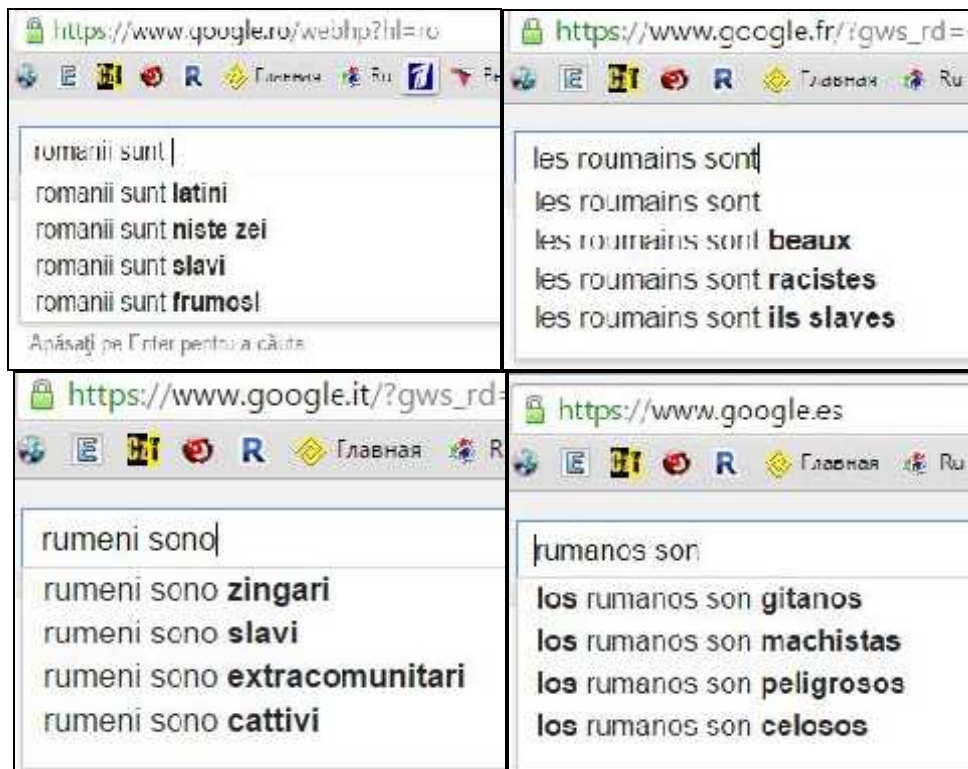 https://www.google.ro/webhp?hl=ro
E R Главная Ru
romanii sunt
romanii sunt latini
romanii sunt niste zei
romanii sunt slavi
romanii sunt frumosi
Apăsați pe Enter pentru a căuta
https://www.google.fr/?gws_rd=
E R Главная Ru
les roumains sont
les roumains sont
les roumains sont beaux
les roumains sont racistes
les roumains sont ils slaves
https://www.google.it/?gws_rd=
E R Главная R
rumeni sono
rumeni sono zingari
rumeni sono slavi
rumeni sono extracomunitari
rumeni sono cattivi
https://www.google.es
E R Главная Ru
rumanos son
los rumanos son gitanos
los rumanos son machistas
los rumanos son peligrosos
los rumanos son celosos